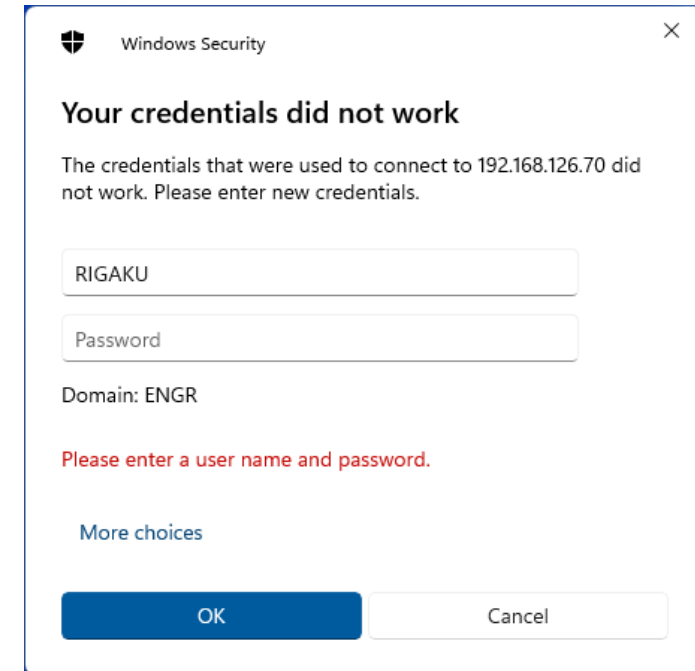 Windows Security
Your credentials did not work
The credentials that were used to connect to 192.168.126.70 did
not work. Please enter new credentials.
RIGAKU
Password
Domain: ENGR
Please enter a user name and password.
More choices
OK
Cancel